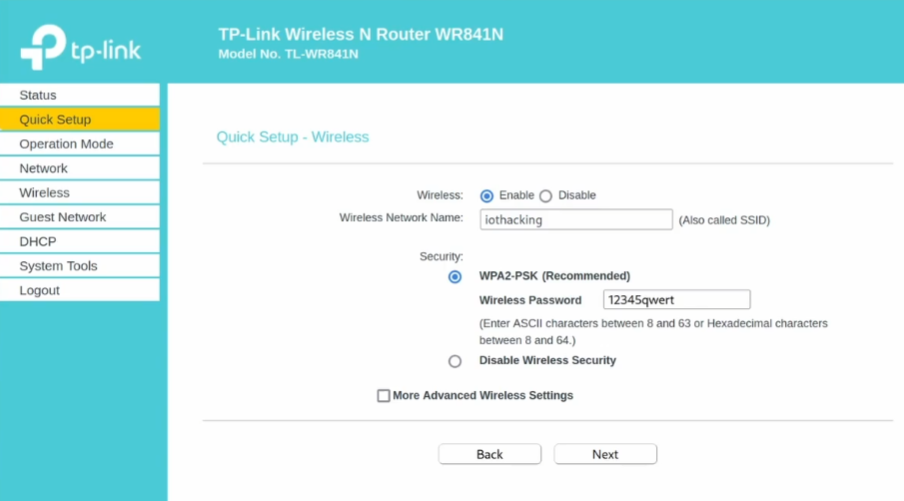 tp-link
TP-Link Wireless N Router WR841N
Model No. TL-WR841N
Status
Quick Setup
Operation Mode
Network
Wireless
Guest Network
DHCP
System Tools
Logout
Quick Setup - Wireless
Wireless: Enable Disable
Wireless Network Name: iothacking (Also called SSID)
Security:
WPA2-PSK (Recommended)
Wireless Password 12345qwert
(Enter ASCII characters between 8 and 63 or Hexadecimal characters
between 8 and 64.)
Disable Wireless Security
More Advanced Wireless Settings
Back Next